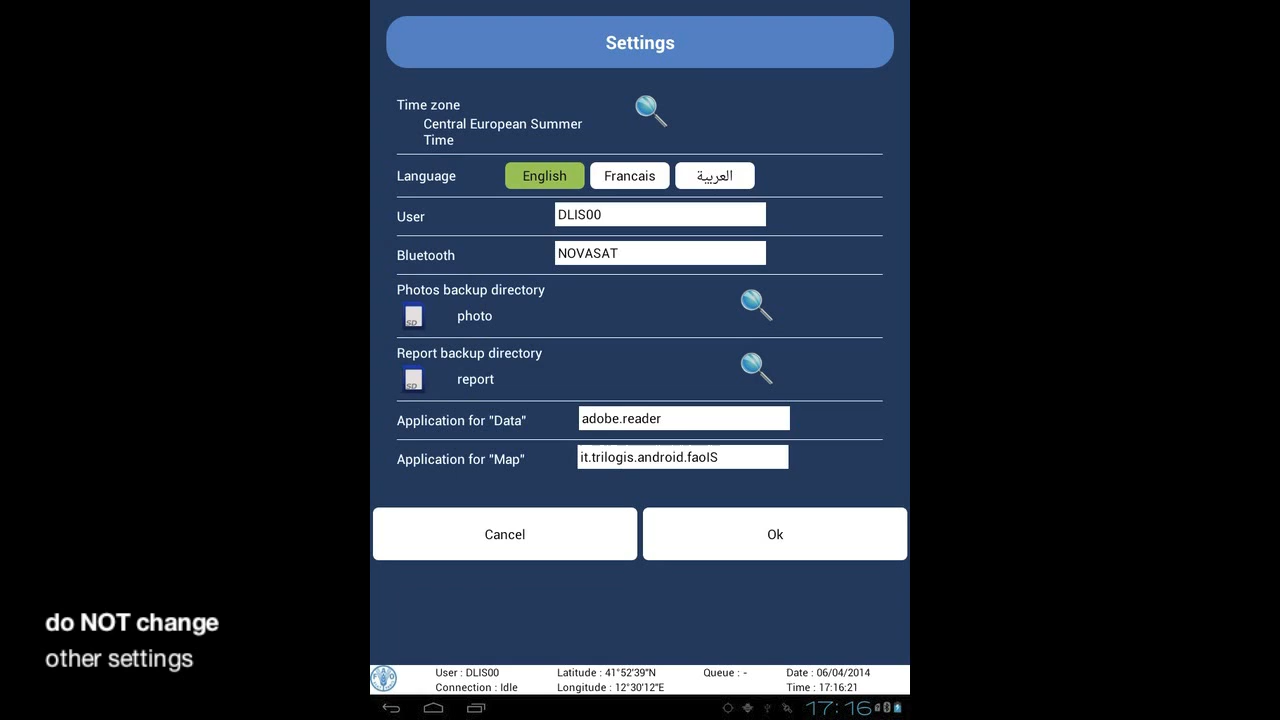 Settings
Time zone
Central European Summer
Time
Language English Francais العربية
User DLIS00
Bluetooth NOVASAT
Photos backup directory
SD photo
Report backup directory
SD report
Application for "Data" adobe.reader
Application for "Map" it.trilogis.android.faoIS
Cancel Ok
do NOT change
other settings
User : DLIS00 Latitude : 41°52'39"N Queue : - Date : 06/04/2014
Connection : Idle Longitude : 12°30'12"E Time : 17:16:21
17:16